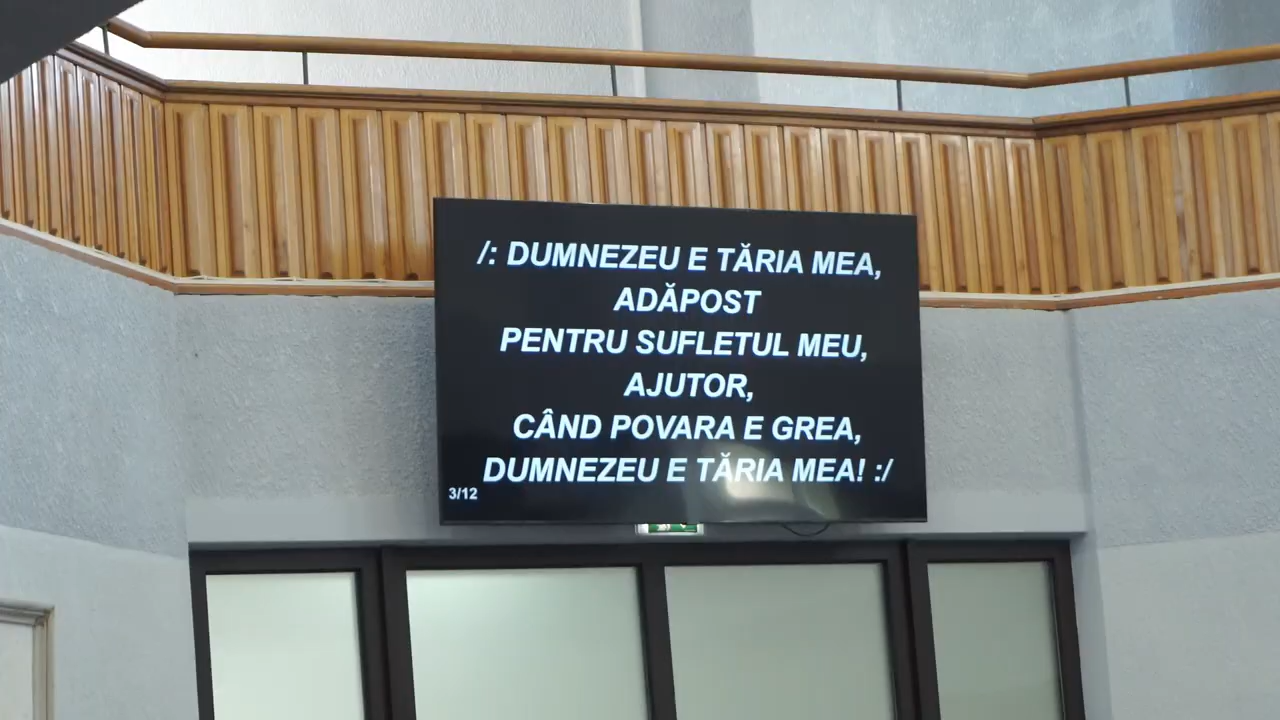 /: DUMNEZEU E TĂRIA MEA,
ADĂPOST
PENTRU SUFLETUL MEU,
AJUTOR,
CÂND POVARA E GREA,
DUMNEZEU E TĂRIA MEA! :/
3/12